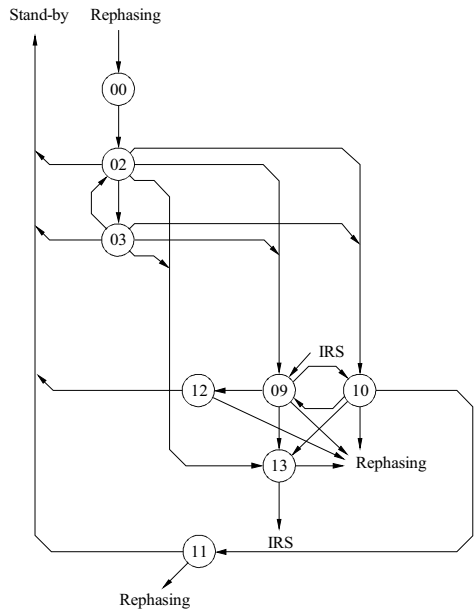 Stand-by Rephasing
00
02
03
IRS
12 09 10
Rephasing
13
IRS
11
Rephasing